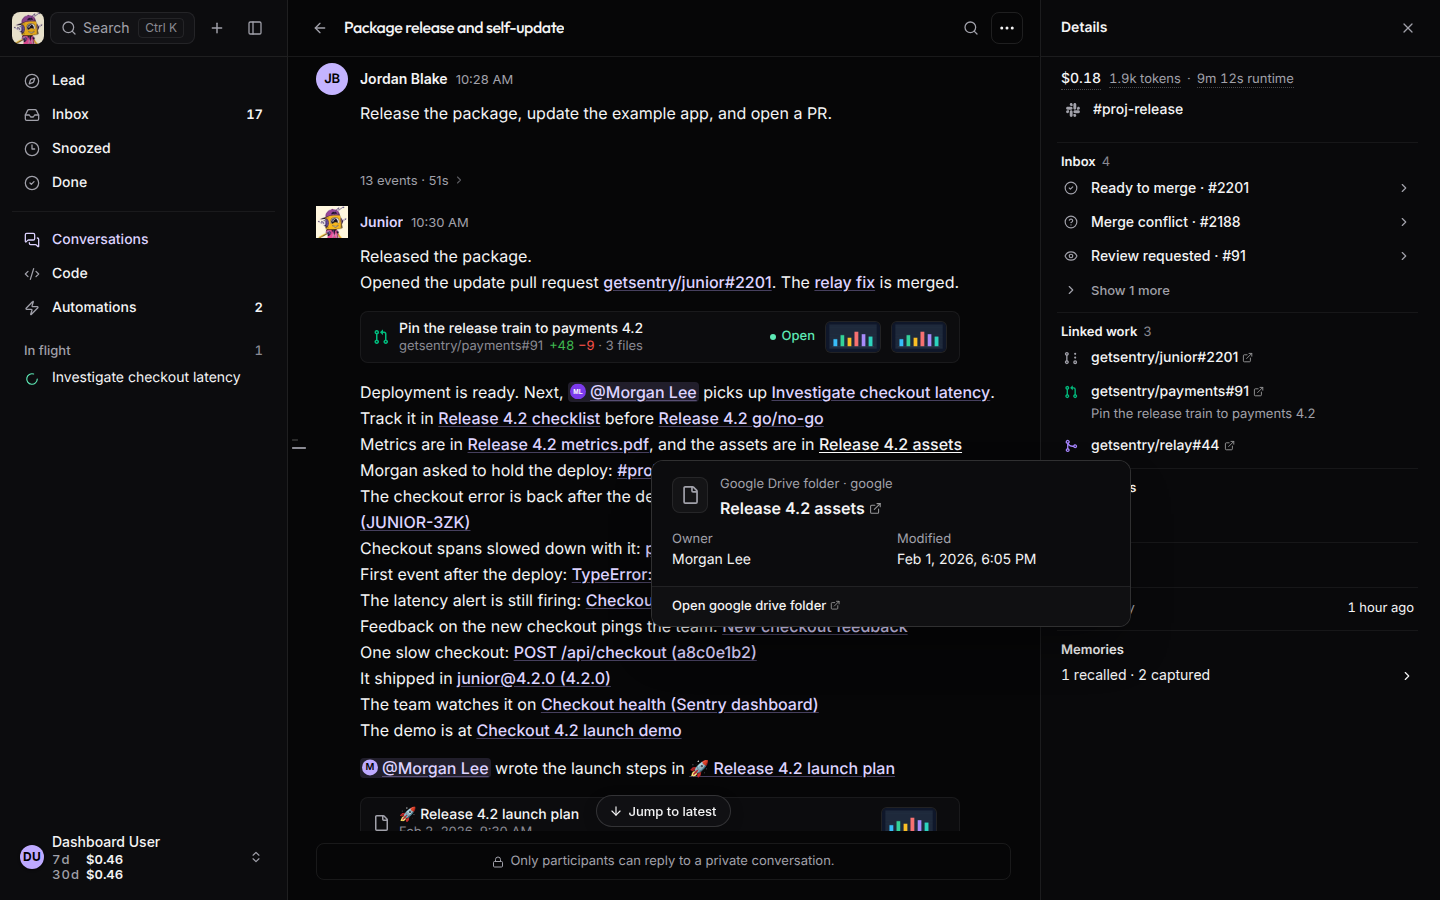 Search Ctrl K
Lead
Inbox 17
Snoozed
Done
Conversations
Code
Automations 2
In flight 1
Investigate checkout latency
DU Dashboard User
7d $0.46
30d $0.46
Package release and self-update
JB Jordan Blake 10:28 AM
Release the package, update the example app, and open a PR.
13 events · 51s
Junior 10:30 AM
Released the package.
Opened the update pull request getsentry/junior#2201. The relay fix is merged.
Pin the release train to payments 4.2
getsentry/payments#91 +48 −9 · 3 files
Open
Deployment is ready. Next, ML @Morgan Lee picks up Investigate checkout latency.
Track it in Release 4.2 checklist before Release 4.2 go/no-go
Metrics are in Release 4.2 metrics.pdf, and the assets are in Release 4.2 assets
Morgan asked to hold the deploy: #pro
The checkout error is back after the de
(JUNIOR-3ZK)
Checkout spans slowed down with it: p
First event after the deploy: TypeError:
The latency alert is still firing: Checkou
Feedback on the new checkout pings the team: New checkout feedback
One slow checkout: POST /api/checkout (a8c0e1b2)
It shipped in junior@4.2.0 (4.2.0)
The team watches it on Checkout health (Sentry dashboard)
The demo is at Checkout 4.2 launch demo
M @Morgan Lee wrote the launch steps in 🚀 Release 4.2 launch plan
🚀 Release 4.2 launch plan
Feb 2, 2026, 9:30 AM
Jump to latest
Only participants can reply to a private conversation.
Google Drive folder · google
Release 4.2 assets
Owner Modified
Morgan Lee Feb 1, 2026, 6:05 PM
Open google drive folder
Details
$0.18 1.9k tokens · 9m 12s runtime
#proj-release
Inbox 4
Ready to merge · #2201
Merge conflict · #2188
Review requested · #91
Show 1 more
Linked work 3
getsentry/junior#2201
getsentry/payments#91
Pin the release train to payments 4.2
getsentry/relay#44
s
y 1 hour ago
Memories
1 recalled · 2 captured